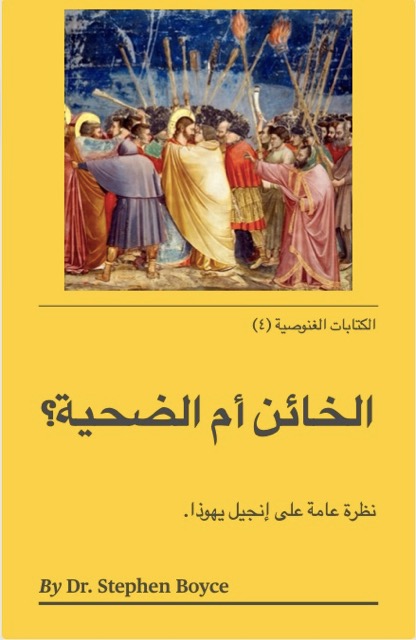 الكتابات الغنوصية (٤)
الخائن أم الضحية؟
نظرة عامة على إنجيل يهوذا.
By Dr. Stephen Boyce